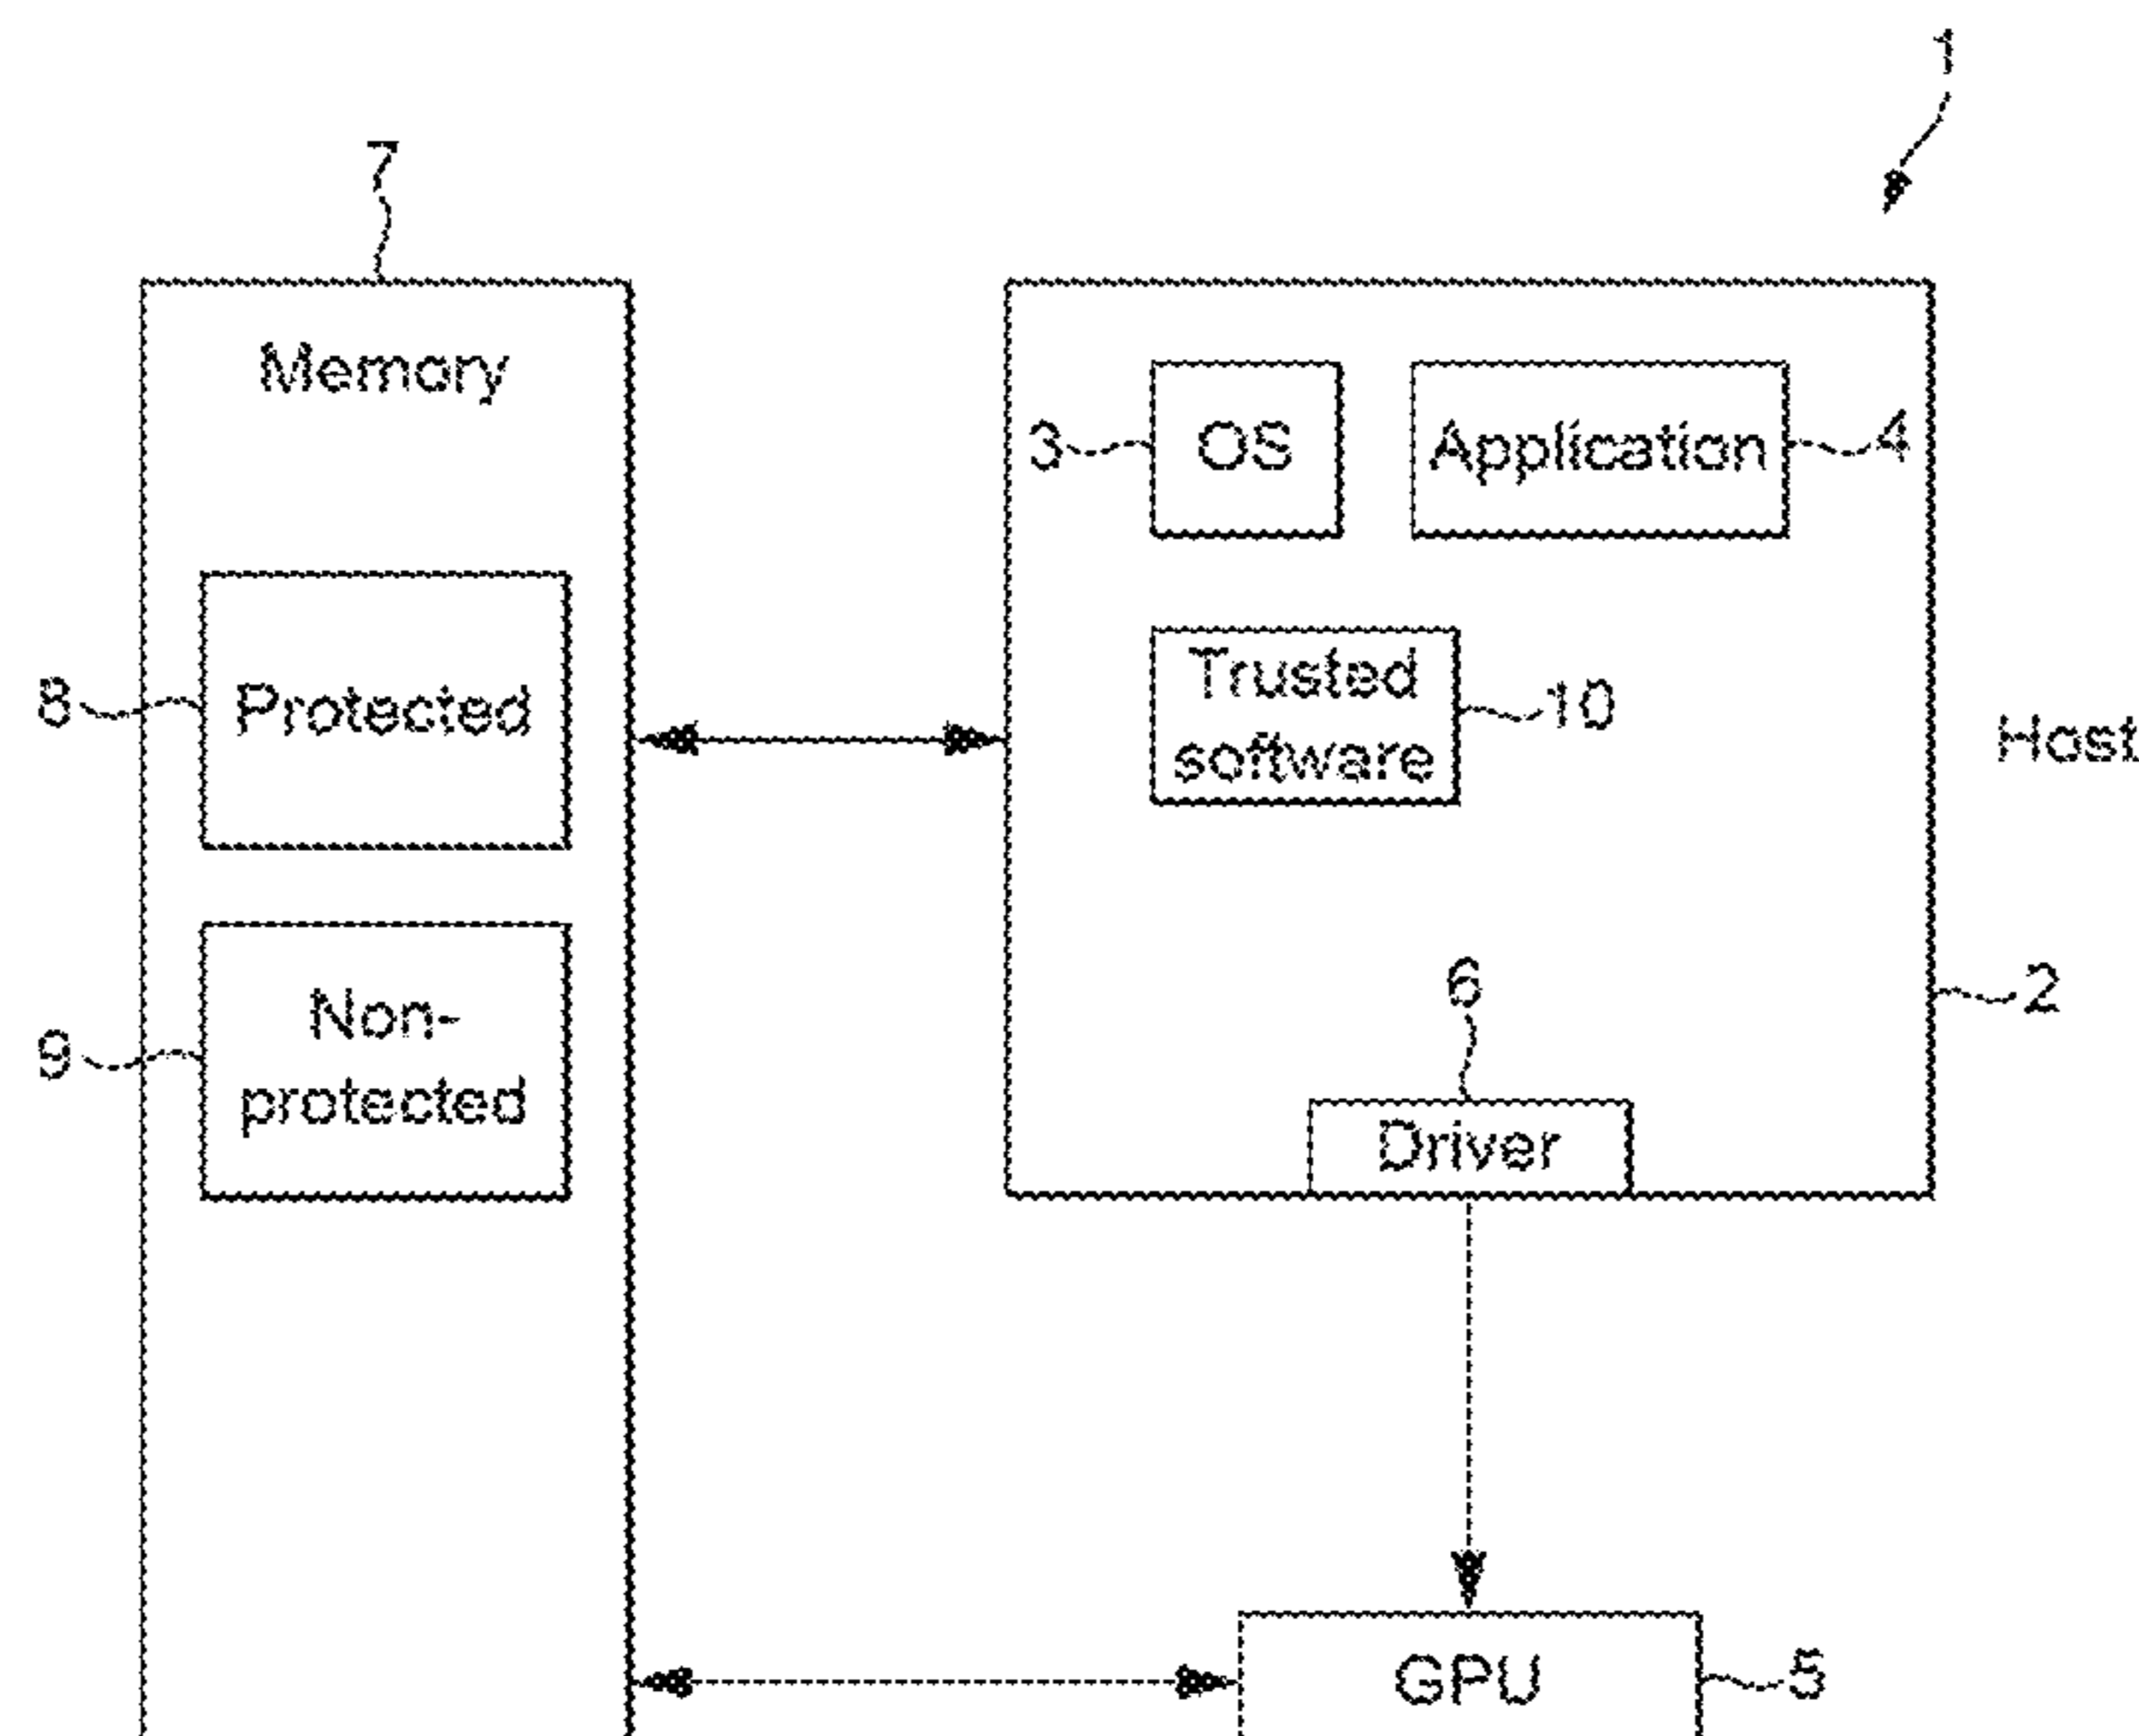 1
7
Memory
3
OS
Application
4
Trusted
software
10
8
Protected
Host
9
Non-
protected
6
2
Driver
GPU
5